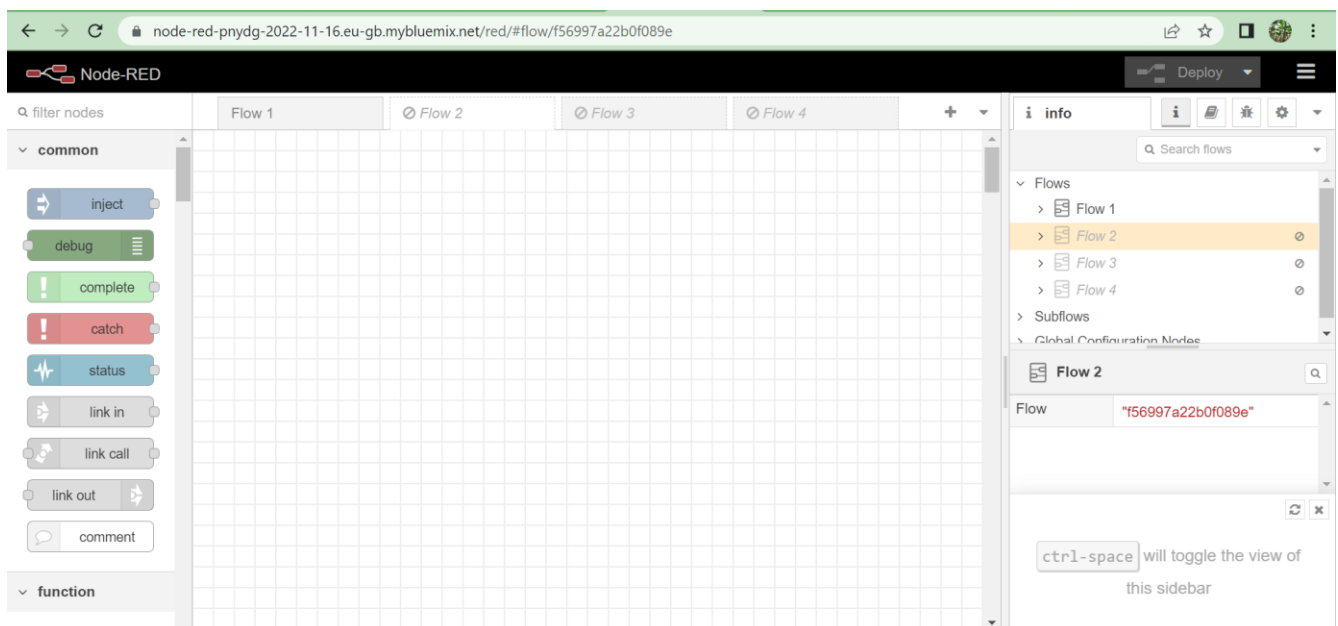 node-red-pnydg-2022-11-16.eu-gb.mybluemix.net/red/#flow/f56997a22b0f089e
Node-RED
Deploy
filter nodes
Flow 1
Flow 2
Flow 3
Flow 4
i info
i
common
Search flows
inject
debug
complete
catch
status
link in
link call
link out
comment
function
Flows
Flow 1
Flow 2
Flow 3
Flow 4
Subflows
Global Configuration Nodes
Flow 2
Flow "f56997a22b0f089e"
ctrl-space will toggle the view of
this sidebar